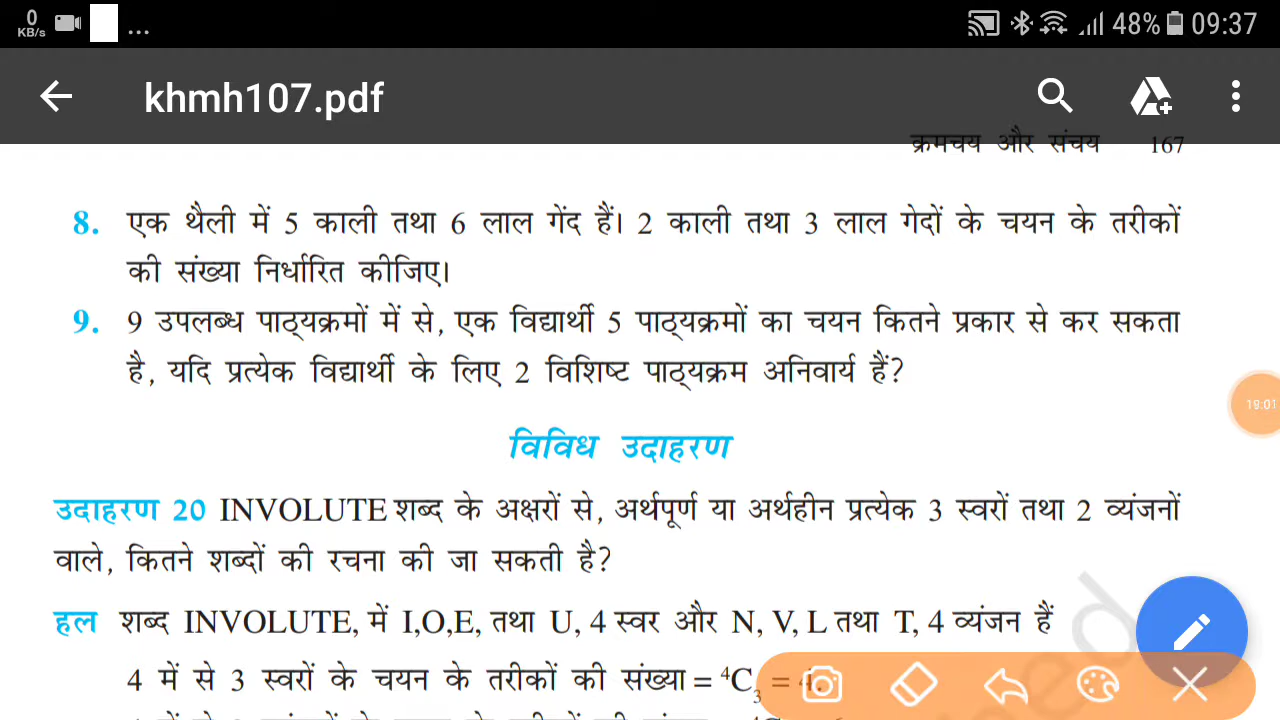 0
KB/s
...
48%
09:37
khmh107.pdf
क्रमचय और संचय 167
8. एक थैली में 5 काली तथा 6 लाल गेंद हैं। 2 काली तथा 3 लाल गेदों के चयन के तरीकों
की संख्या निर्धारित कीजिए।
9. 9 उपलब्ध पाठ्यक्रमों में से, एक विद्यार्थी 5 पाठ्यक्रमों का चयन कितने प्रकार से कर सकता
है, यदि प्रत्येक विद्यार्थी के लिए 2 विशिष्ट पाठ्यक्रम अनिवार्य हैं?
19:01
विविध उदाहरण
उदाहरण 20 INVOLUTE शब्द के अक्षरों से, अर्थपूर्ण या अर्थहीन प्रत्येक 3 स्वरों तथा 2 व्यंजनों
वाले, कितने शब्दों की रचना की जा सकती है?
हल शब्द INVOLUTE, में I,O,E, तथा U, 4 स्वर और N, V, L तथा T, 4 व्यंजन हैं
4 में से 3 स्वरों के चयन के तरीकों की संख्या = ⁴C₃ = 4.